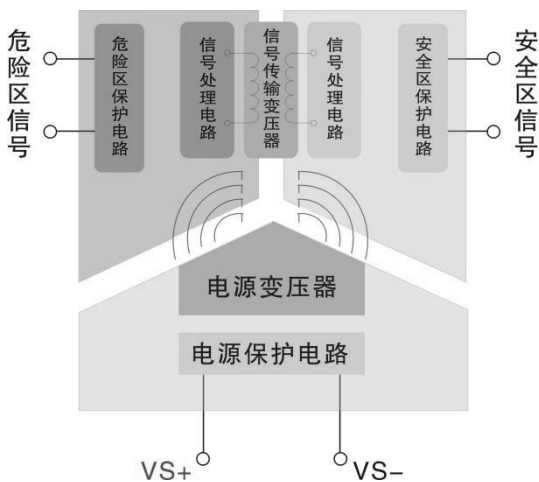 危险区信号
危险区保护电路
信号处理电路
信号传输变压器
信号处理电路
安全区保护电路
安全区信号
电源变压器
电源保护电路
VS+
VS-